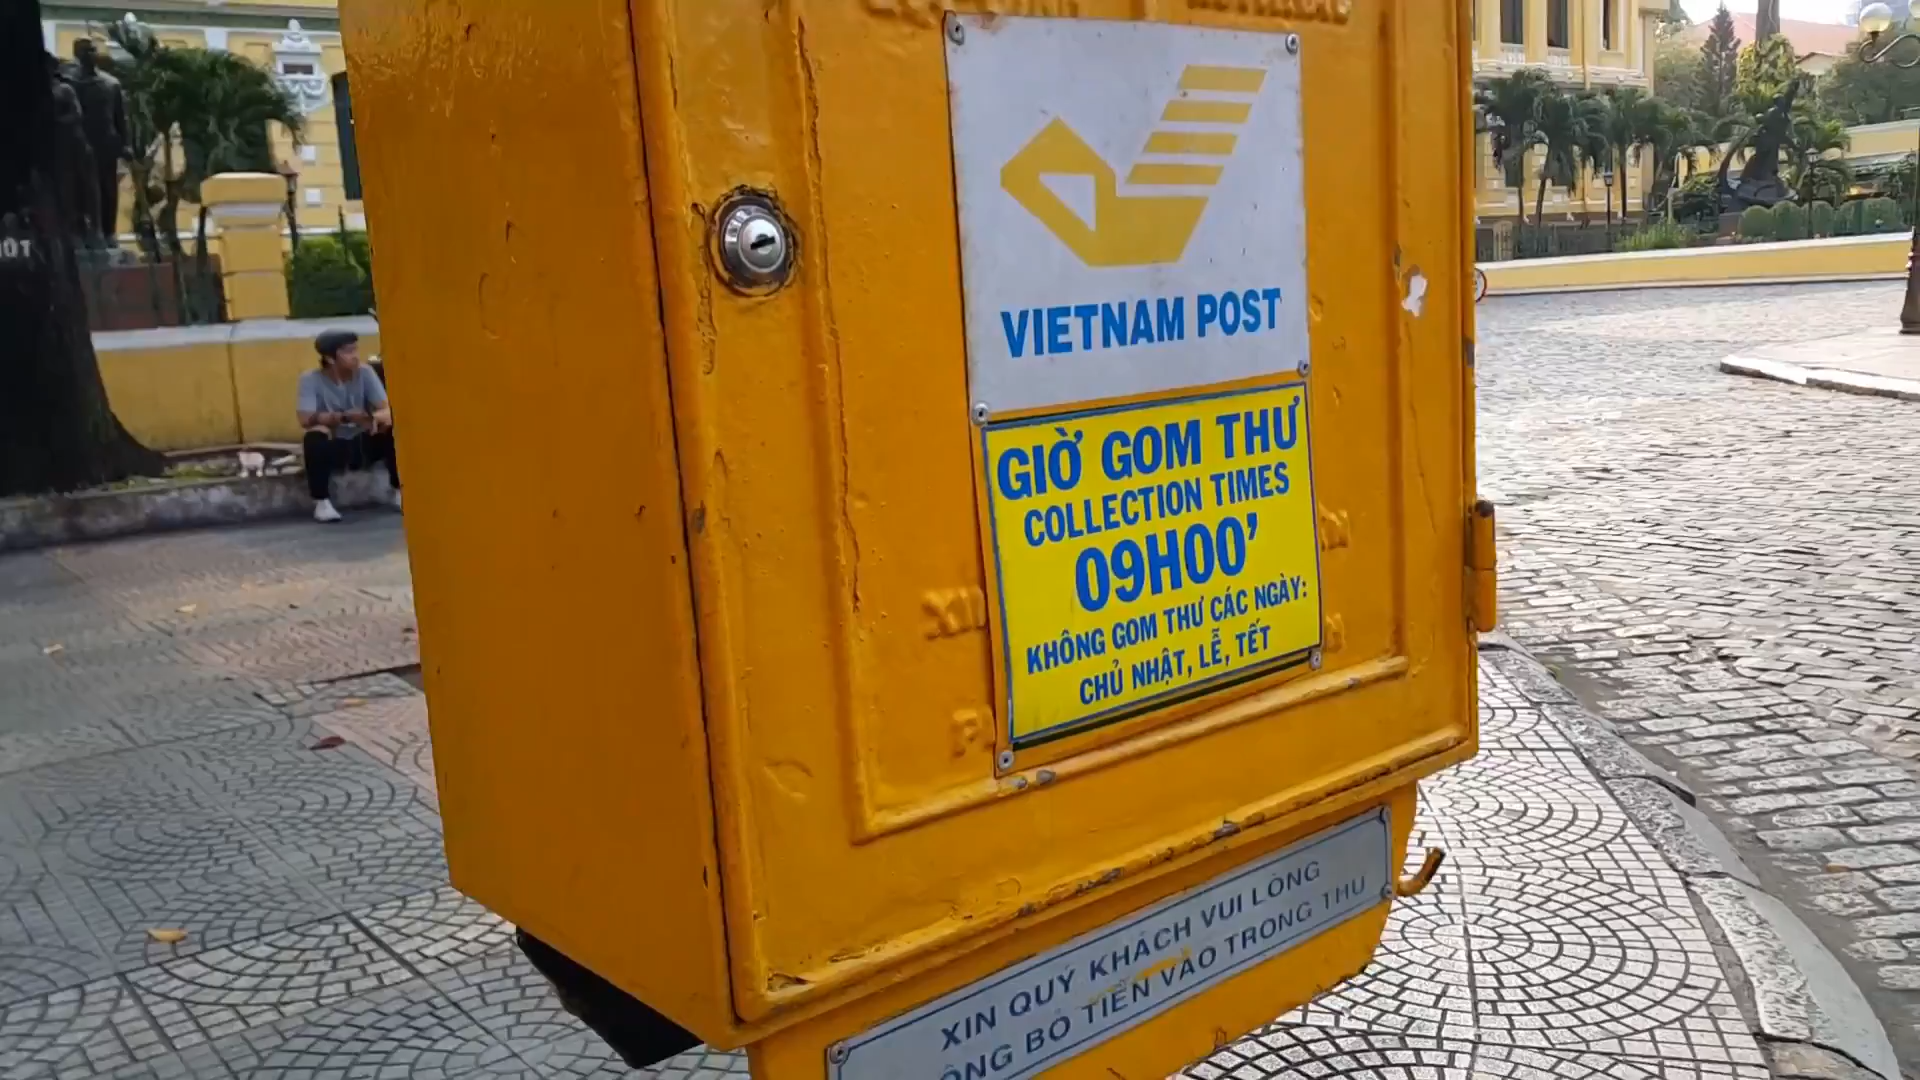 VIETNAM POST
GIỜ GOM THƯ
COLLECTION TIMES
09H00’
KHÔNG GOM THƯ CÁC NGÀY:
CHỦ NHẬT, LỄ, TẾT
XIN QUÝ KHÁCH VUI LÒNG
BỎ TIỀN VÀO TRONG THƯ